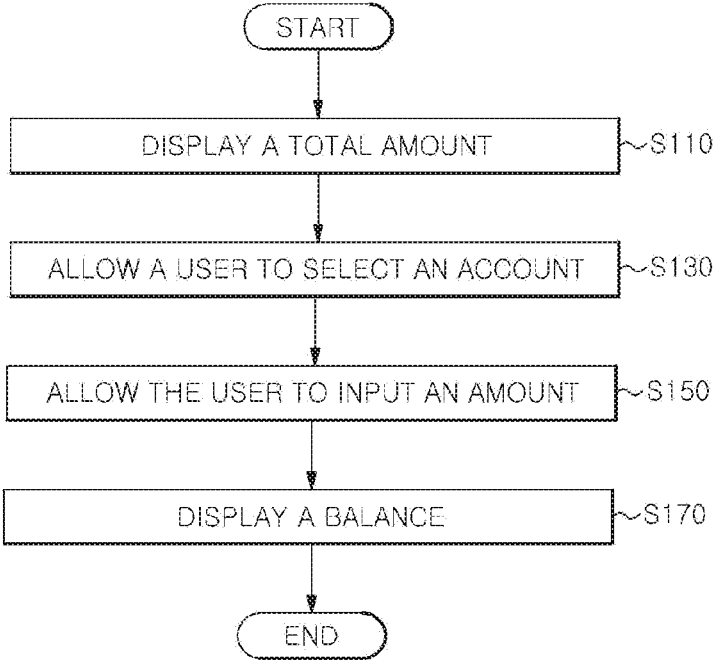 START
DISPLAY A TOTAL AMOUNT
S110
ALLOW A USER TO SELECT AN ACCOUNT
S130
ALLOW THE USER TO INPUT AN AMOUNT
S150
DISPLAY A BALANCE
S170
END